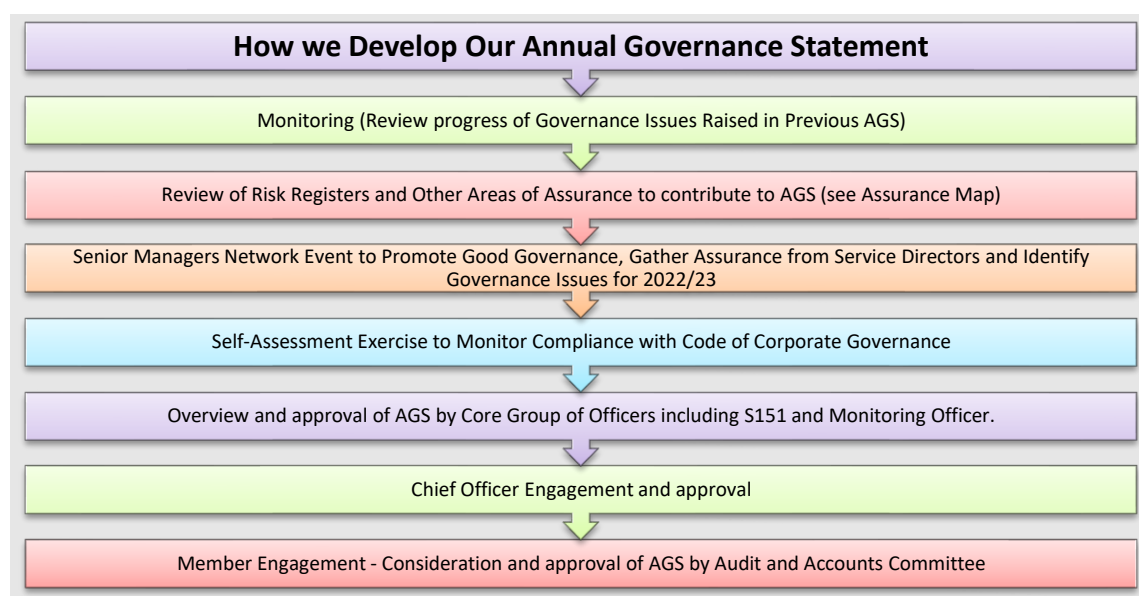 How we Develop Our Annual Governance Statement
Monitoring (Review progress of Governance Issues Raised in Previous AGS)
Review of Risk Registers and Other Areas of Assurance to contribute to AGS (see Assurance Map)
Senior Managers Network Event to Promote Good Governance, Gather Assurance from Service Directors and Identify
Governance Issues for 2022/23
Self-Assessment Exercise to Monitor Compliance with Code of Corporate Governance
Overview and approval of AGS by Core Group of Officers including S151 and Monitoring Officer.
Chief Officer Engagement and approval
Member Engagement - Consideration and approval of AGS by Audit and Accounts Committee